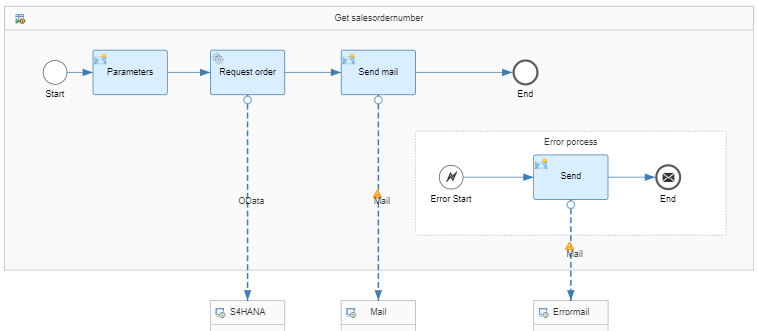 Get salesordernumber
Parameters
Request order
Send mail
Start
End
Error porcess
Send
Error Start
End
OData
Mail
Mail
S4HANA
Mail
Errormail